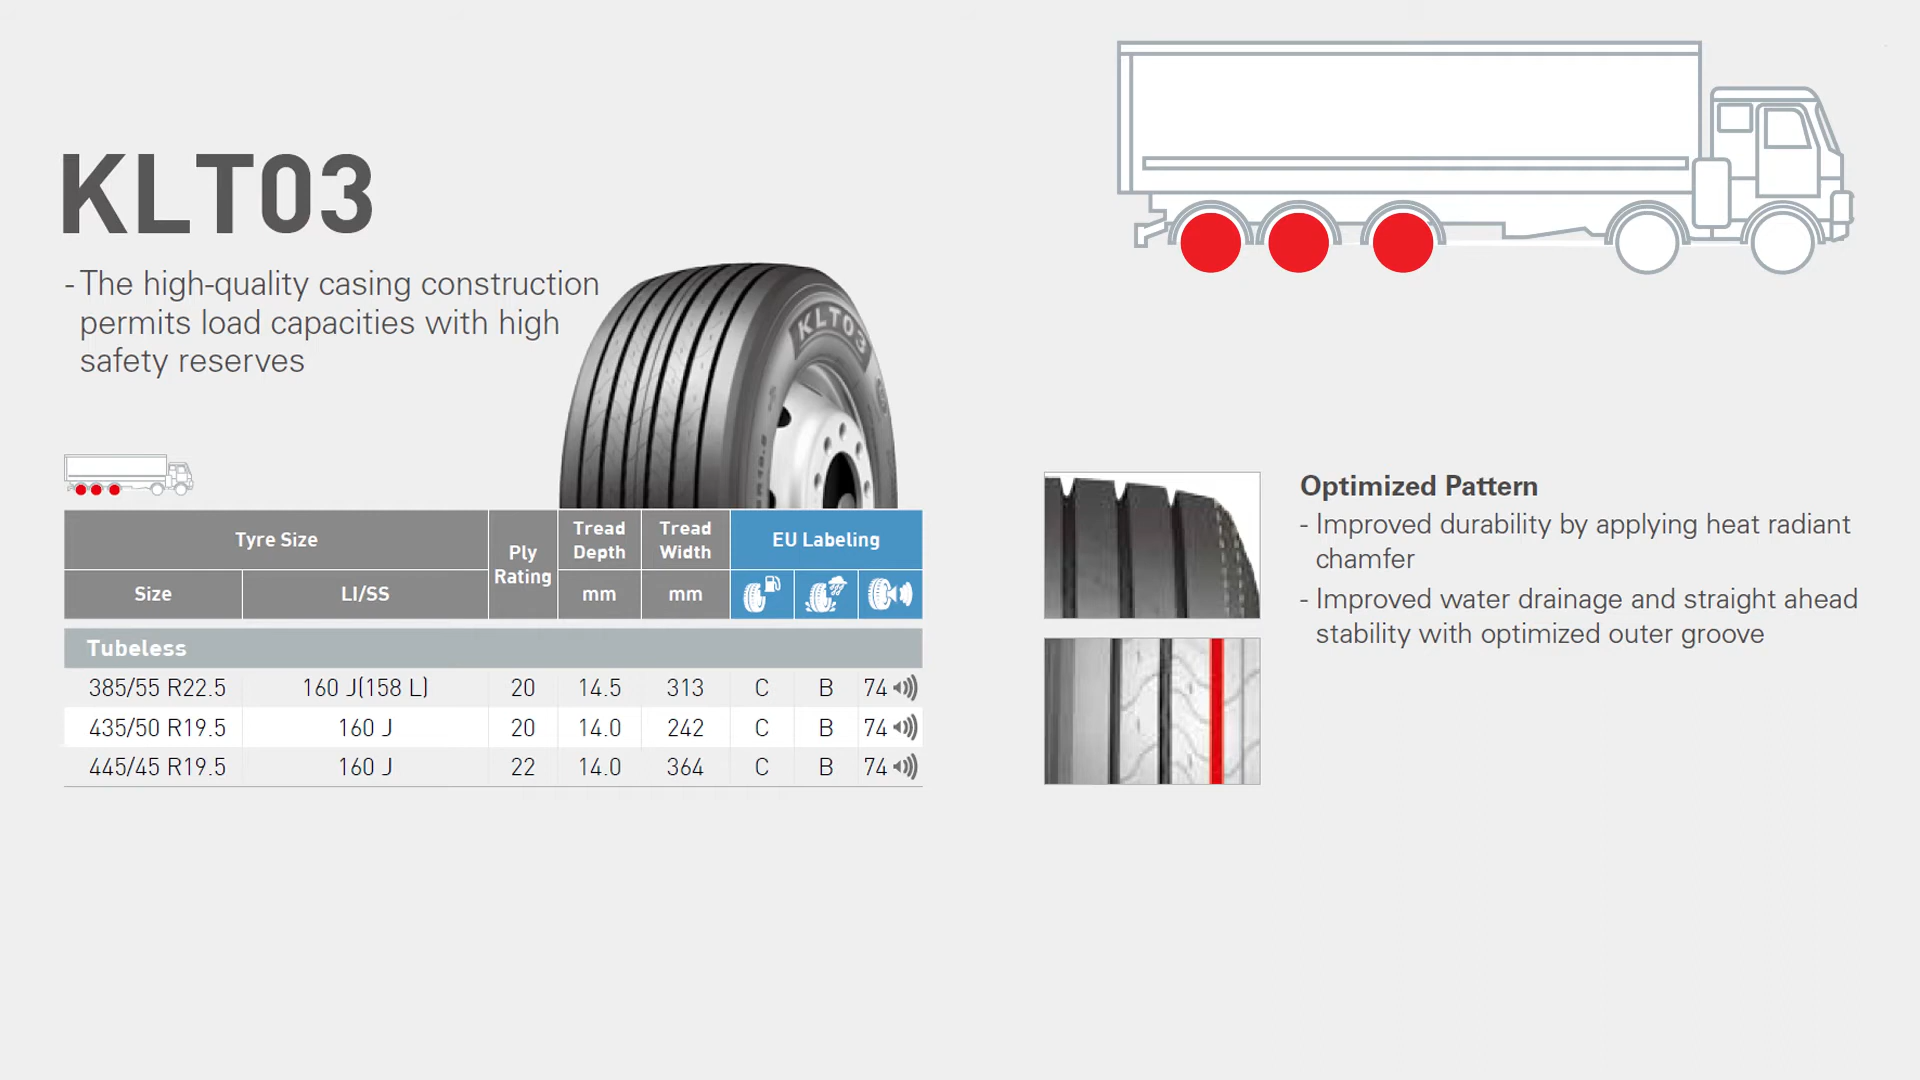 KLT03
- The high-quality casing construction
permits load capacities with high
safety reserves
KLT03
Tyre Size
Ply
Rating
Tread
Depth
Tread
Width
EU Labeling
Size LI/SS mm mm
Tubeless
385/55 R22.5 160 J(158 L) 20 14.5 313 C B 74
435/50 R19.5 160 J 20 14.0 242 C B 74
445/45 R19.5 160 J 22 14.0 364 C B 74
Optimized Pattern
- Improved durability by applying heat radiant
chamfer
- Improved water drainage and straight ahead
stability with optimized outer groove